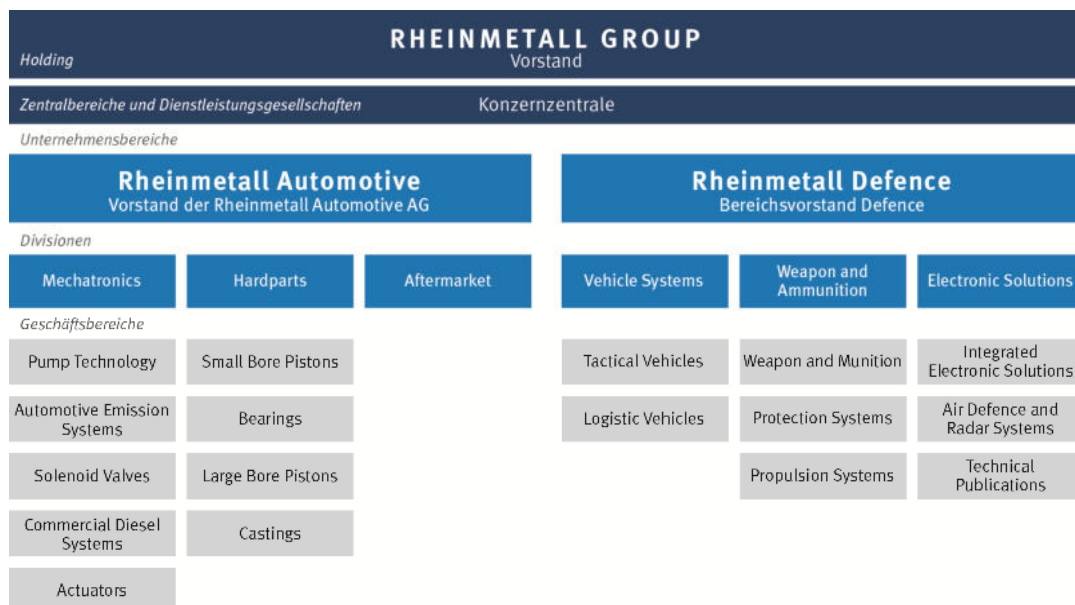 RHEINMETALL GROUP
Holding
Vorstand
Zentralbereiche und Dienstleistungsgesellschaften
Konzernzentrale
Unternehmensbereiche
Rheinmetall Automotive
Vorstand der Rheinmetall Automotive AG
Rheinmetall Defence
Bereichsvorstand Defence
Divisionen
Mechatronics
Hardparts
Aftermarket
Vehicle Systems
Weapon and
Ammunition
Electronic Solutions
Geschäftsbereiche
Pump Technology
Small Bore Pistons
Tactical Vehicles
Weapon and Munition
Integrated
Electronic Solutions
Automotive Emission
Systems
Bearings
Logistic Vehicles
Protection Systems
Air Defence and
Radar Systems
Solenoid Valves
Large Bore Pistons
Propulsion Systems
Technical
Publications
Commercial Diesel
Systems
Castings
Actuators